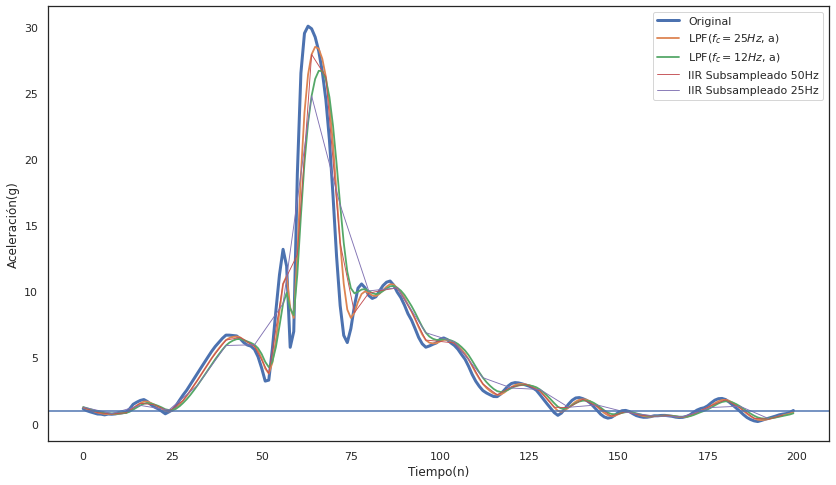 Original
LPF(f_c = 25Hz, a)
LPF(f_c = 12Hz, a)
IIR Subsampleado 50Hz
IIR Subsampleado 25Hz
30
25
20
15
10
5
0
Aceleración(g)
0 25 50 75 100 125 150 175 200
Tiempo(n)